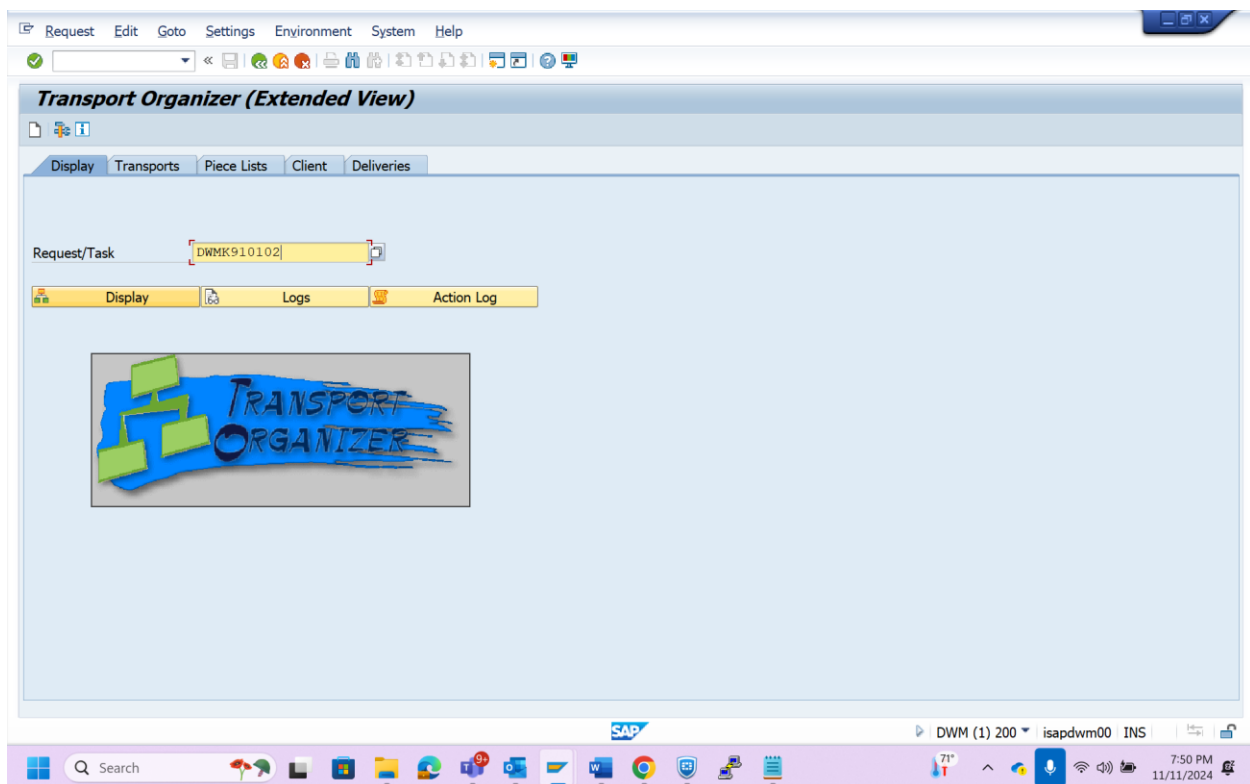 Request Edit Goto Settings Environment System Help
Transport Organizer (Extended View)
Display Transports Piece Lists Client Deliveries
Request/Task DWMK910102
Display Logs Action Log
TRANSPORT
ORGANIZER
SAP DWM (1) 200 isapdwm00 INS
Search 9+ 71° 7:50 PM
11/11/2024